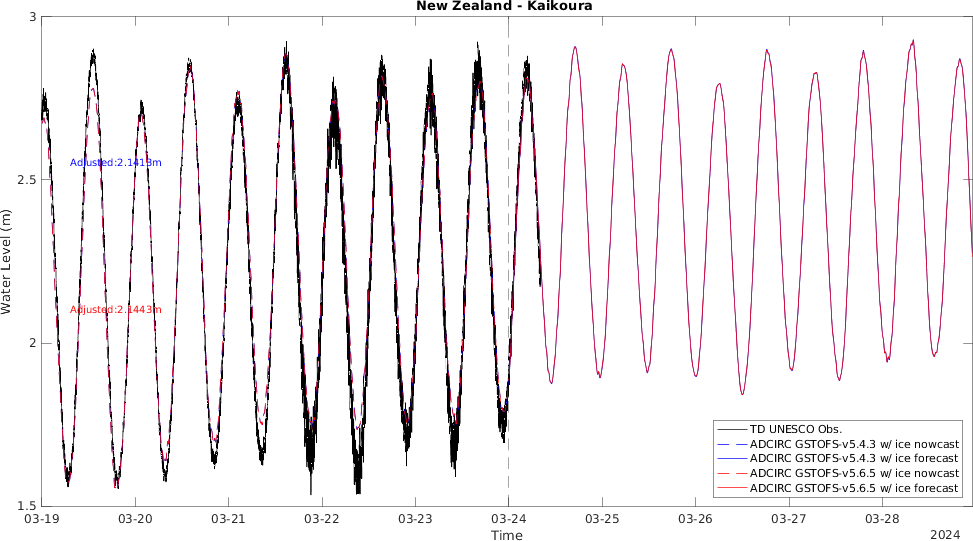 New Zealand - Kaikoura
Water Level (m)
3
2.5
2
1.5
Adjusted:2.1413m
Adjusted:2.1443m
TD UNESCO Obs.
ADCIRC GSTOFS-v5.4.3 w/ ice nowcast
ADCIRC GSTOFS-v5.4.3 w/ ice forecast
ADCIRC GSTOFS-v5.6.5 w/ ice nowcast
ADCIRC GSTOFS-v5.6.5 w/ ice forecast
03-19 03-20 03-21 03-22 03-23 03-24 03-25 03-26 03-27 03-28
Time
2024